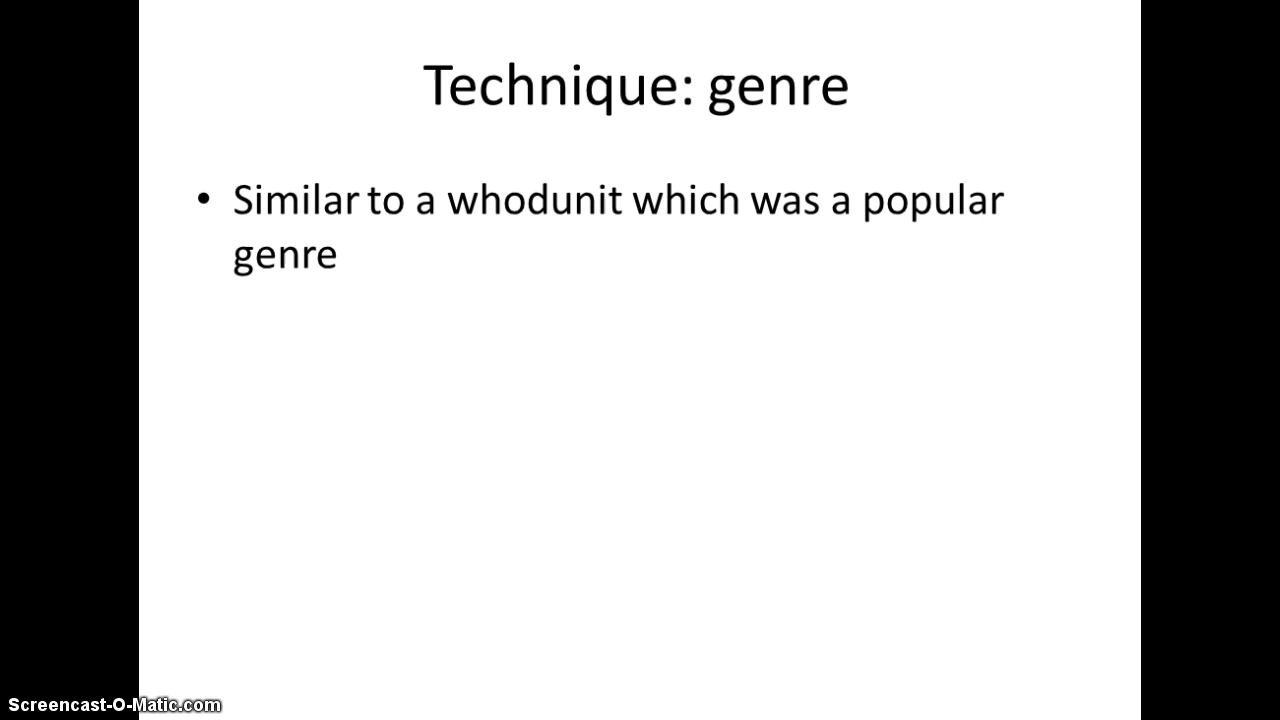 Technique: genre
• Similar to a whodunit which was a popular
genre
Screencast-O-Matic.com